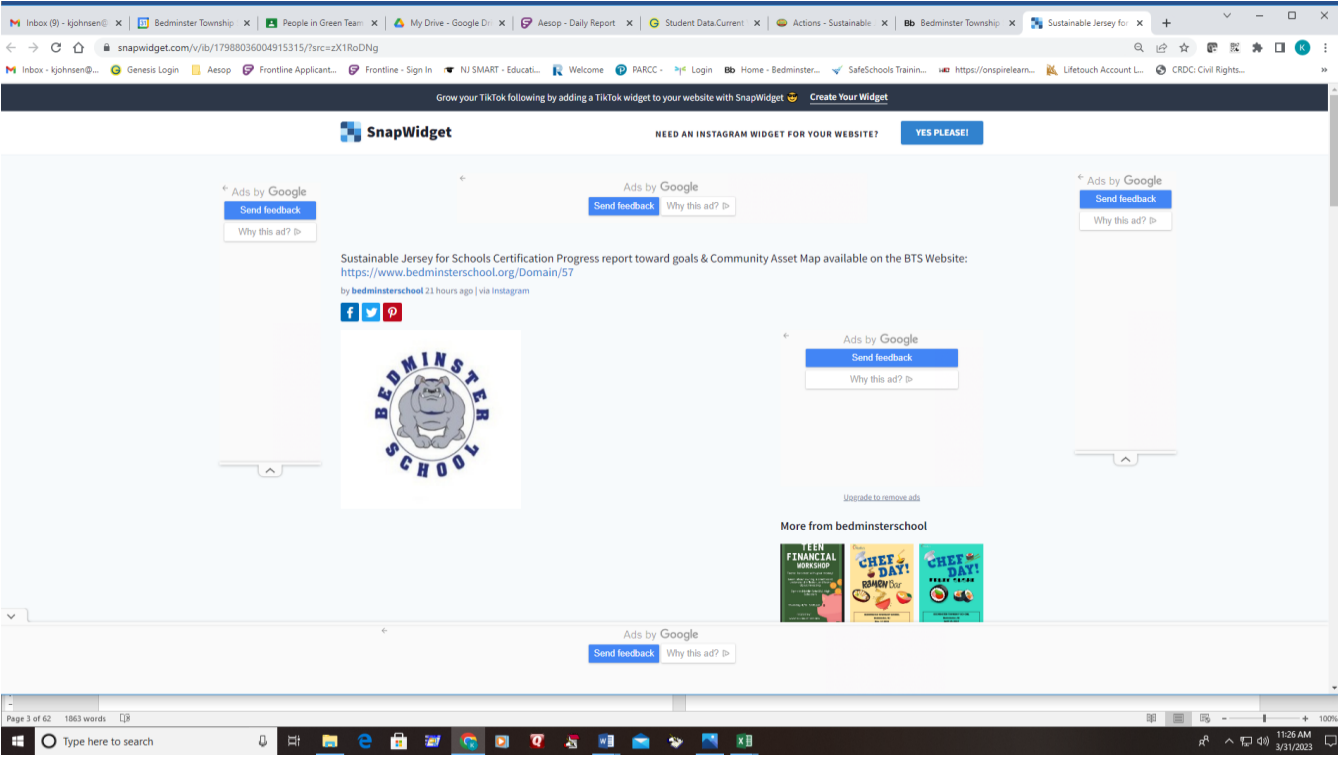 Inbox (9) - kjohnsen@
Bedminster Township
People in Green Team
My Drive - Google Dri
Aesop - Daily Report
Student Data.Current
Actions - Sustainable
Bb Bedminster Township
Sustainable Jersey for
snapwidget.com/v/ib/17988036004915315/?src=zX1RoDNg
K
Inbox - kjohnsen@...
Genesis Login
Aesop
Frontline Applicant...
Frontline - Sign In
NJ SMART - Educati...
Welcome
PARCC -
Login
Bb Home - Bedminster...
SafeSchools Trainin...
https://onspirelearn...
Lifetouch Account L...
CRDC: Civil Rights...
Grow your TikTok following by adding a TikTok widget to your website with SnapWidget 😎 Create Your Widget
SnapWidget
NEED AN INSTAGRAM WIDGET FOR YOUR WEBSITE?
YES PLEASE!
Ads by Google
Send feedback
Why this ad?
Ads by Google
Send feedback Why this ad?
Ads by Google
Send feedback
Why this ad?
Sustainable Jersey for Schools Certification Progress report toward goals & Community Asset Map available on the BTS Website:
https://www.bedminsterschool.org/Domain/57
by bedminsterschool 21 hours ago | via Instagram
BEDMINSTER
SCHOOL
Ads by Google
Send feedback
Why this ad?
Upgrade to remove ads
More from bedminsterschool
TEEN
FINANCIAL
WORKSHOP
CHEF
DAY!
RAMEN Bar
CHEF
DAY!
Ads by Google
Send feedback Why this ad?
Page 3 of 62 1863 words
100%
Type here to search
11:26 AM
3/31/2023